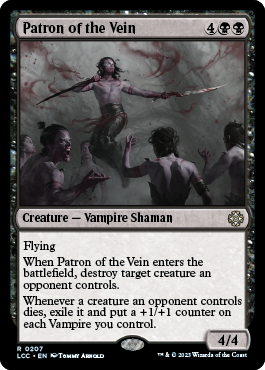 Patron of the Vein 4
Creature — Vampire Shaman
Flying
When Patron of the Vein enters the
battlefield, destroy target creature an
opponent controls.
Whenever a creature an opponent controls
dies, exile it and put a +1/+1 counter on
each Vampire you control.
4/4
R 0207
LCC • EN Tommy Arnold
™ & © 2023 Wizards of the Coast